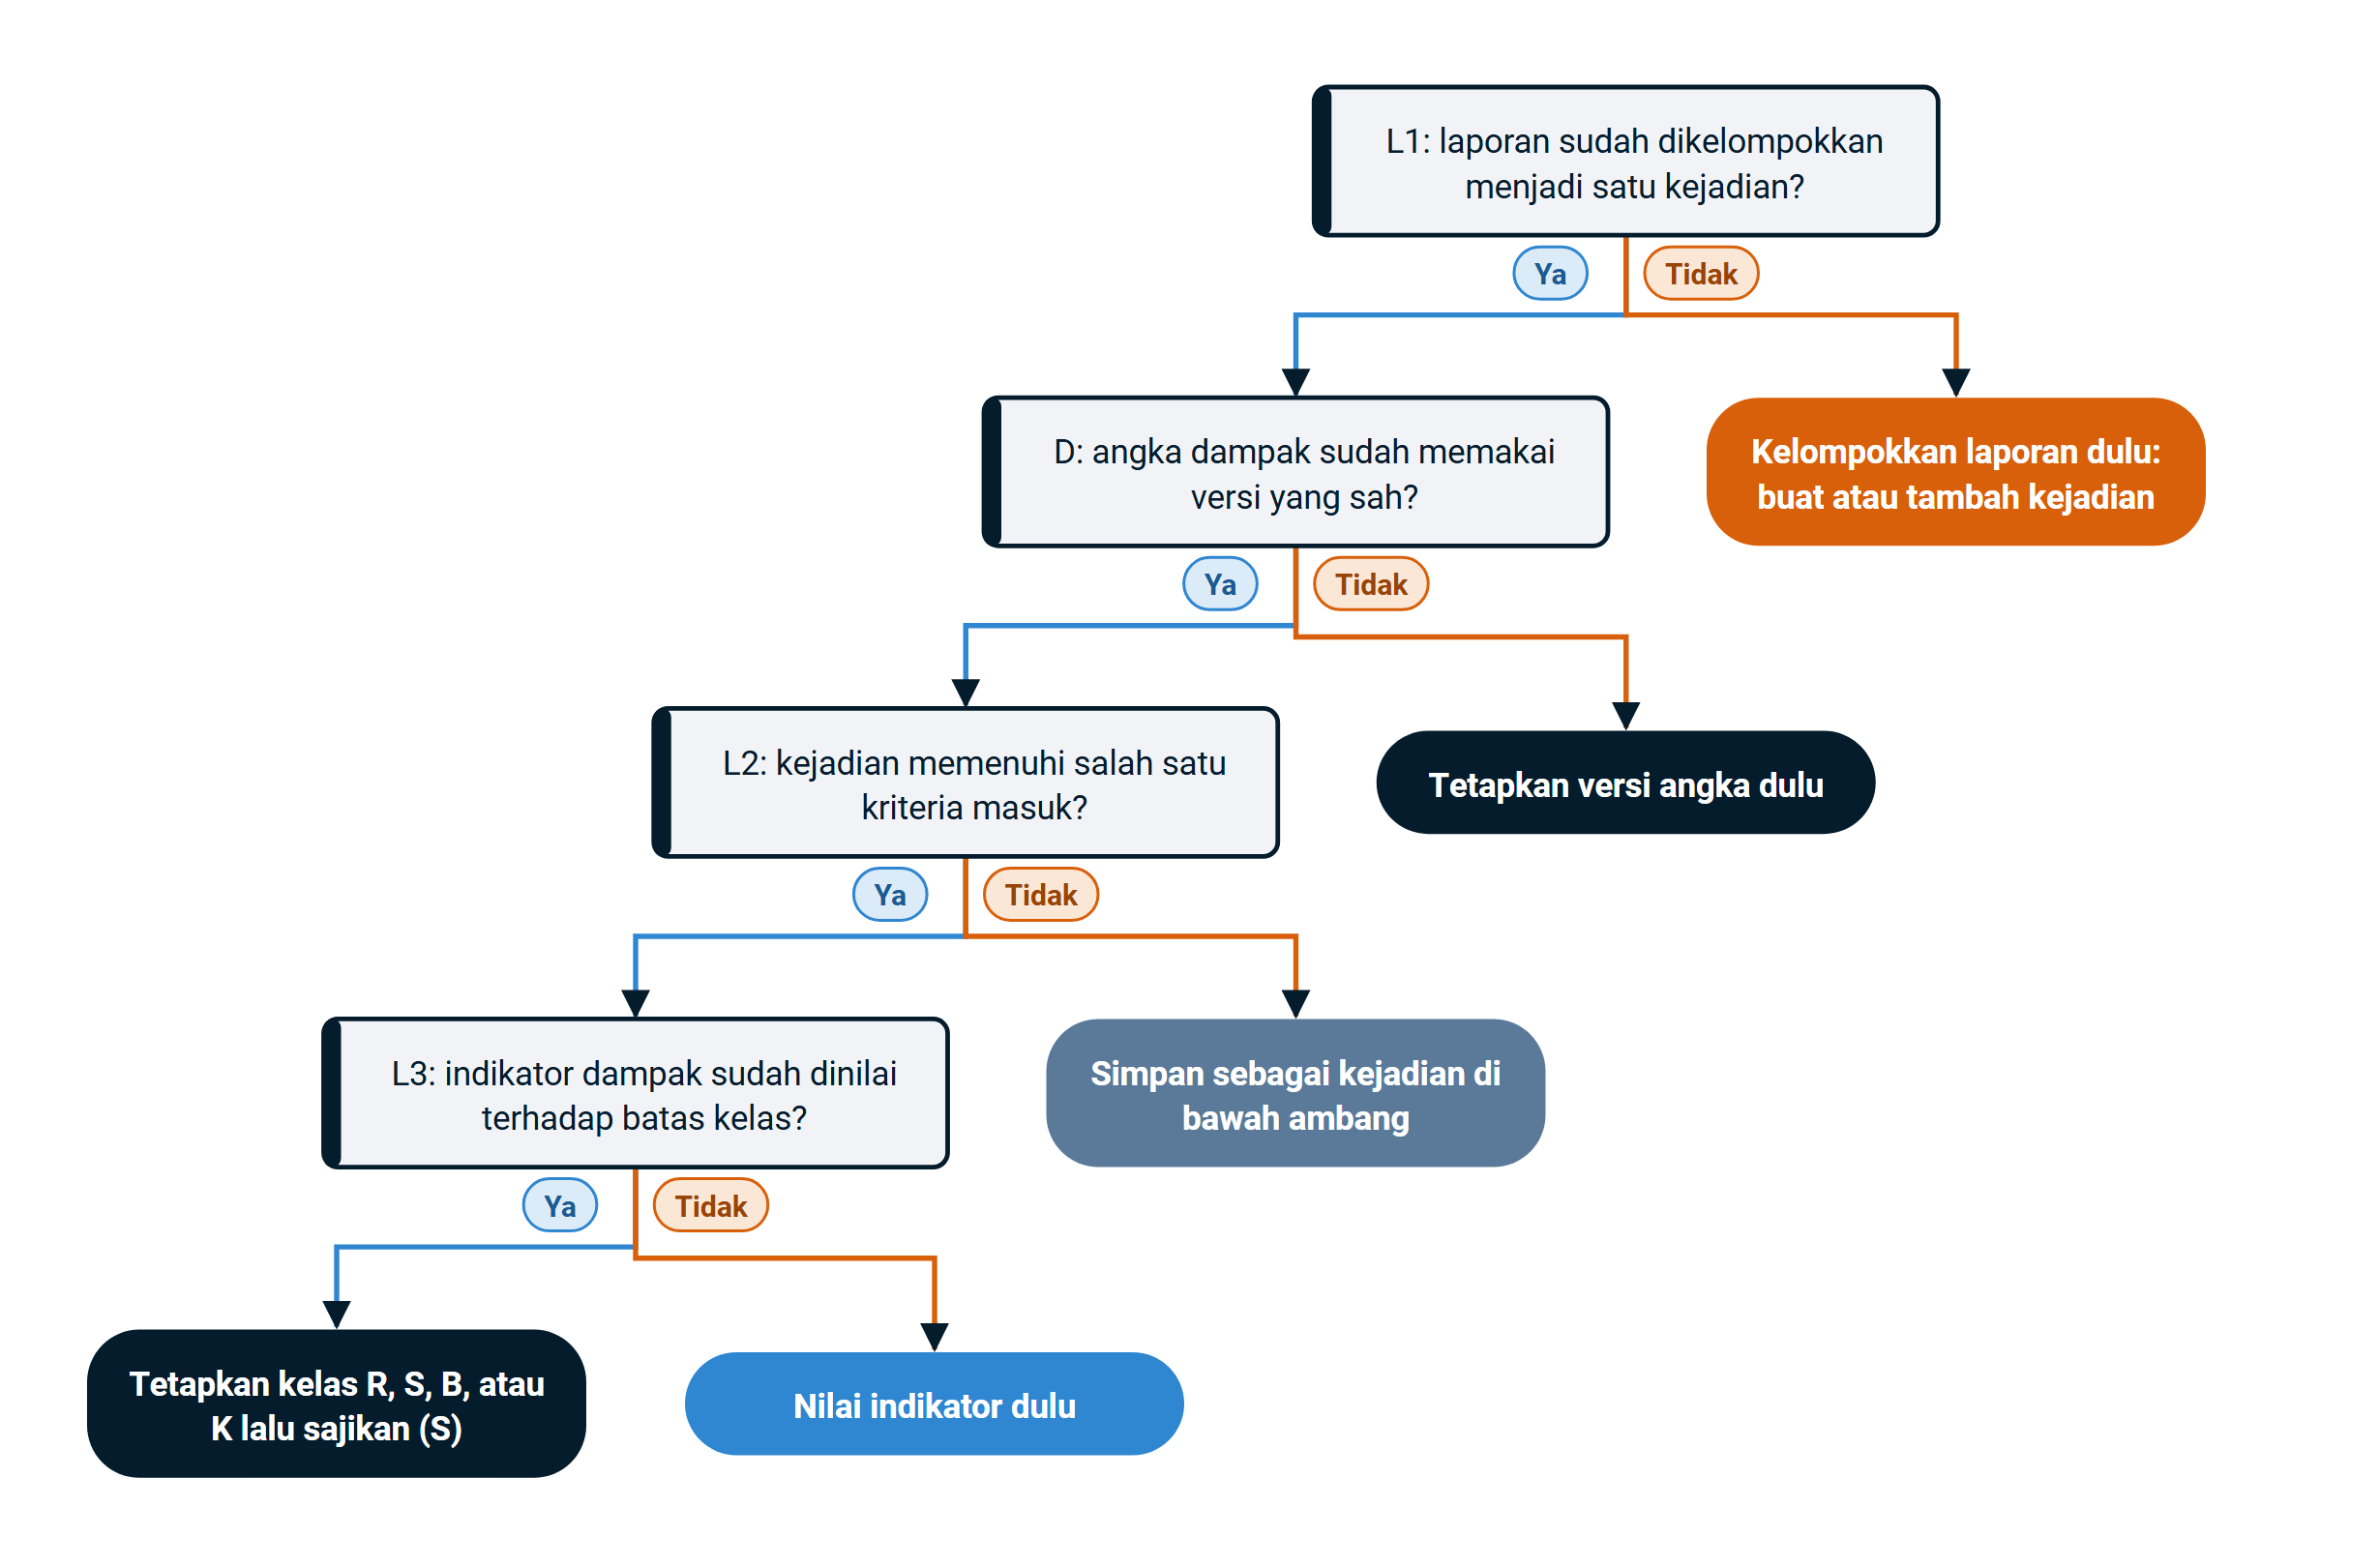 L1: laporan sudah dikelompokkan
menjadi satu kejadian?
Ya
Tidak
D: angka dampak sudah memakai
versi yang sah?
Kelompokkan laporan dulu:
buat atau tambah kejadian
Ya
Tidak
L2: kejadian memenuhi salah satu
kriteria masuk?
Tetapkan versi angka dulu
Ya
Tidak
L3: indikator dampak sudah dinilai
terhadap batas kelas?
Simpan sebagai kejadian di
bawah ambang
Ya
Tidak
Tetapkan kelas R, S, B, atau
K lalu sajikan (S)
Nilai indikator dulu